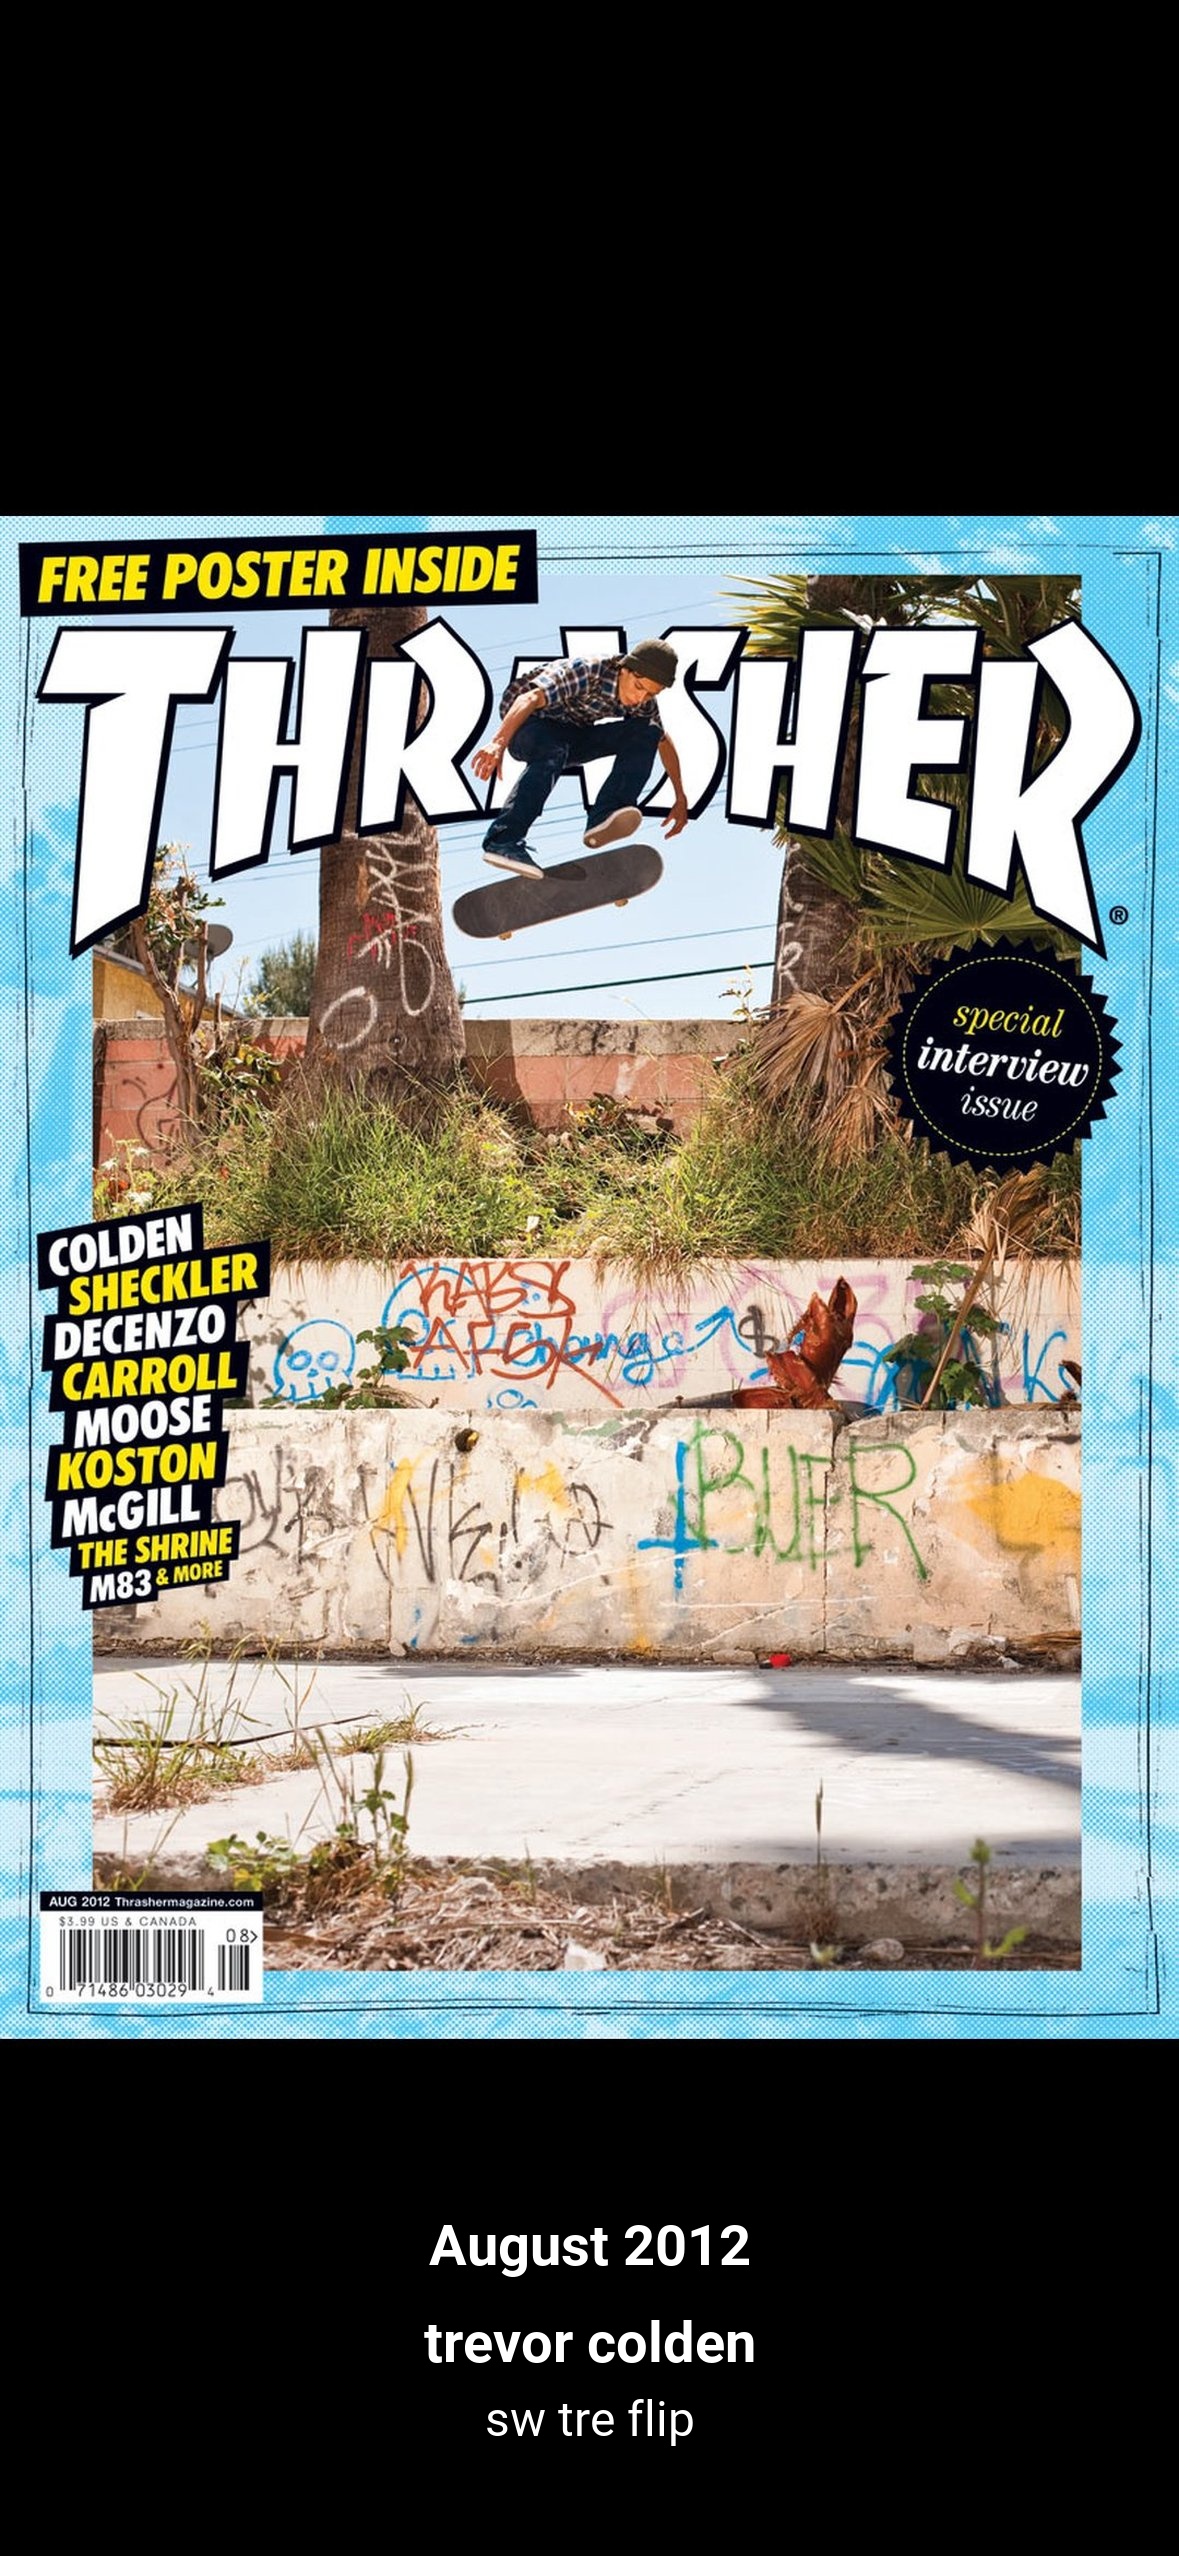 FREE POSTER INSIDE
THRASHER
®
special
interview
issue
COLDEN
SHECKLER
DECENZO
CARROLL
MOOSE
KOSTON
McGILL
THE SHRINE
M83 & MORE
BUER
AUG 2012 Thrashermagazine.com
$3.99 US & CANADA
08>
0 71486 03029 4
August 2012
trevor colden
sw tre flip